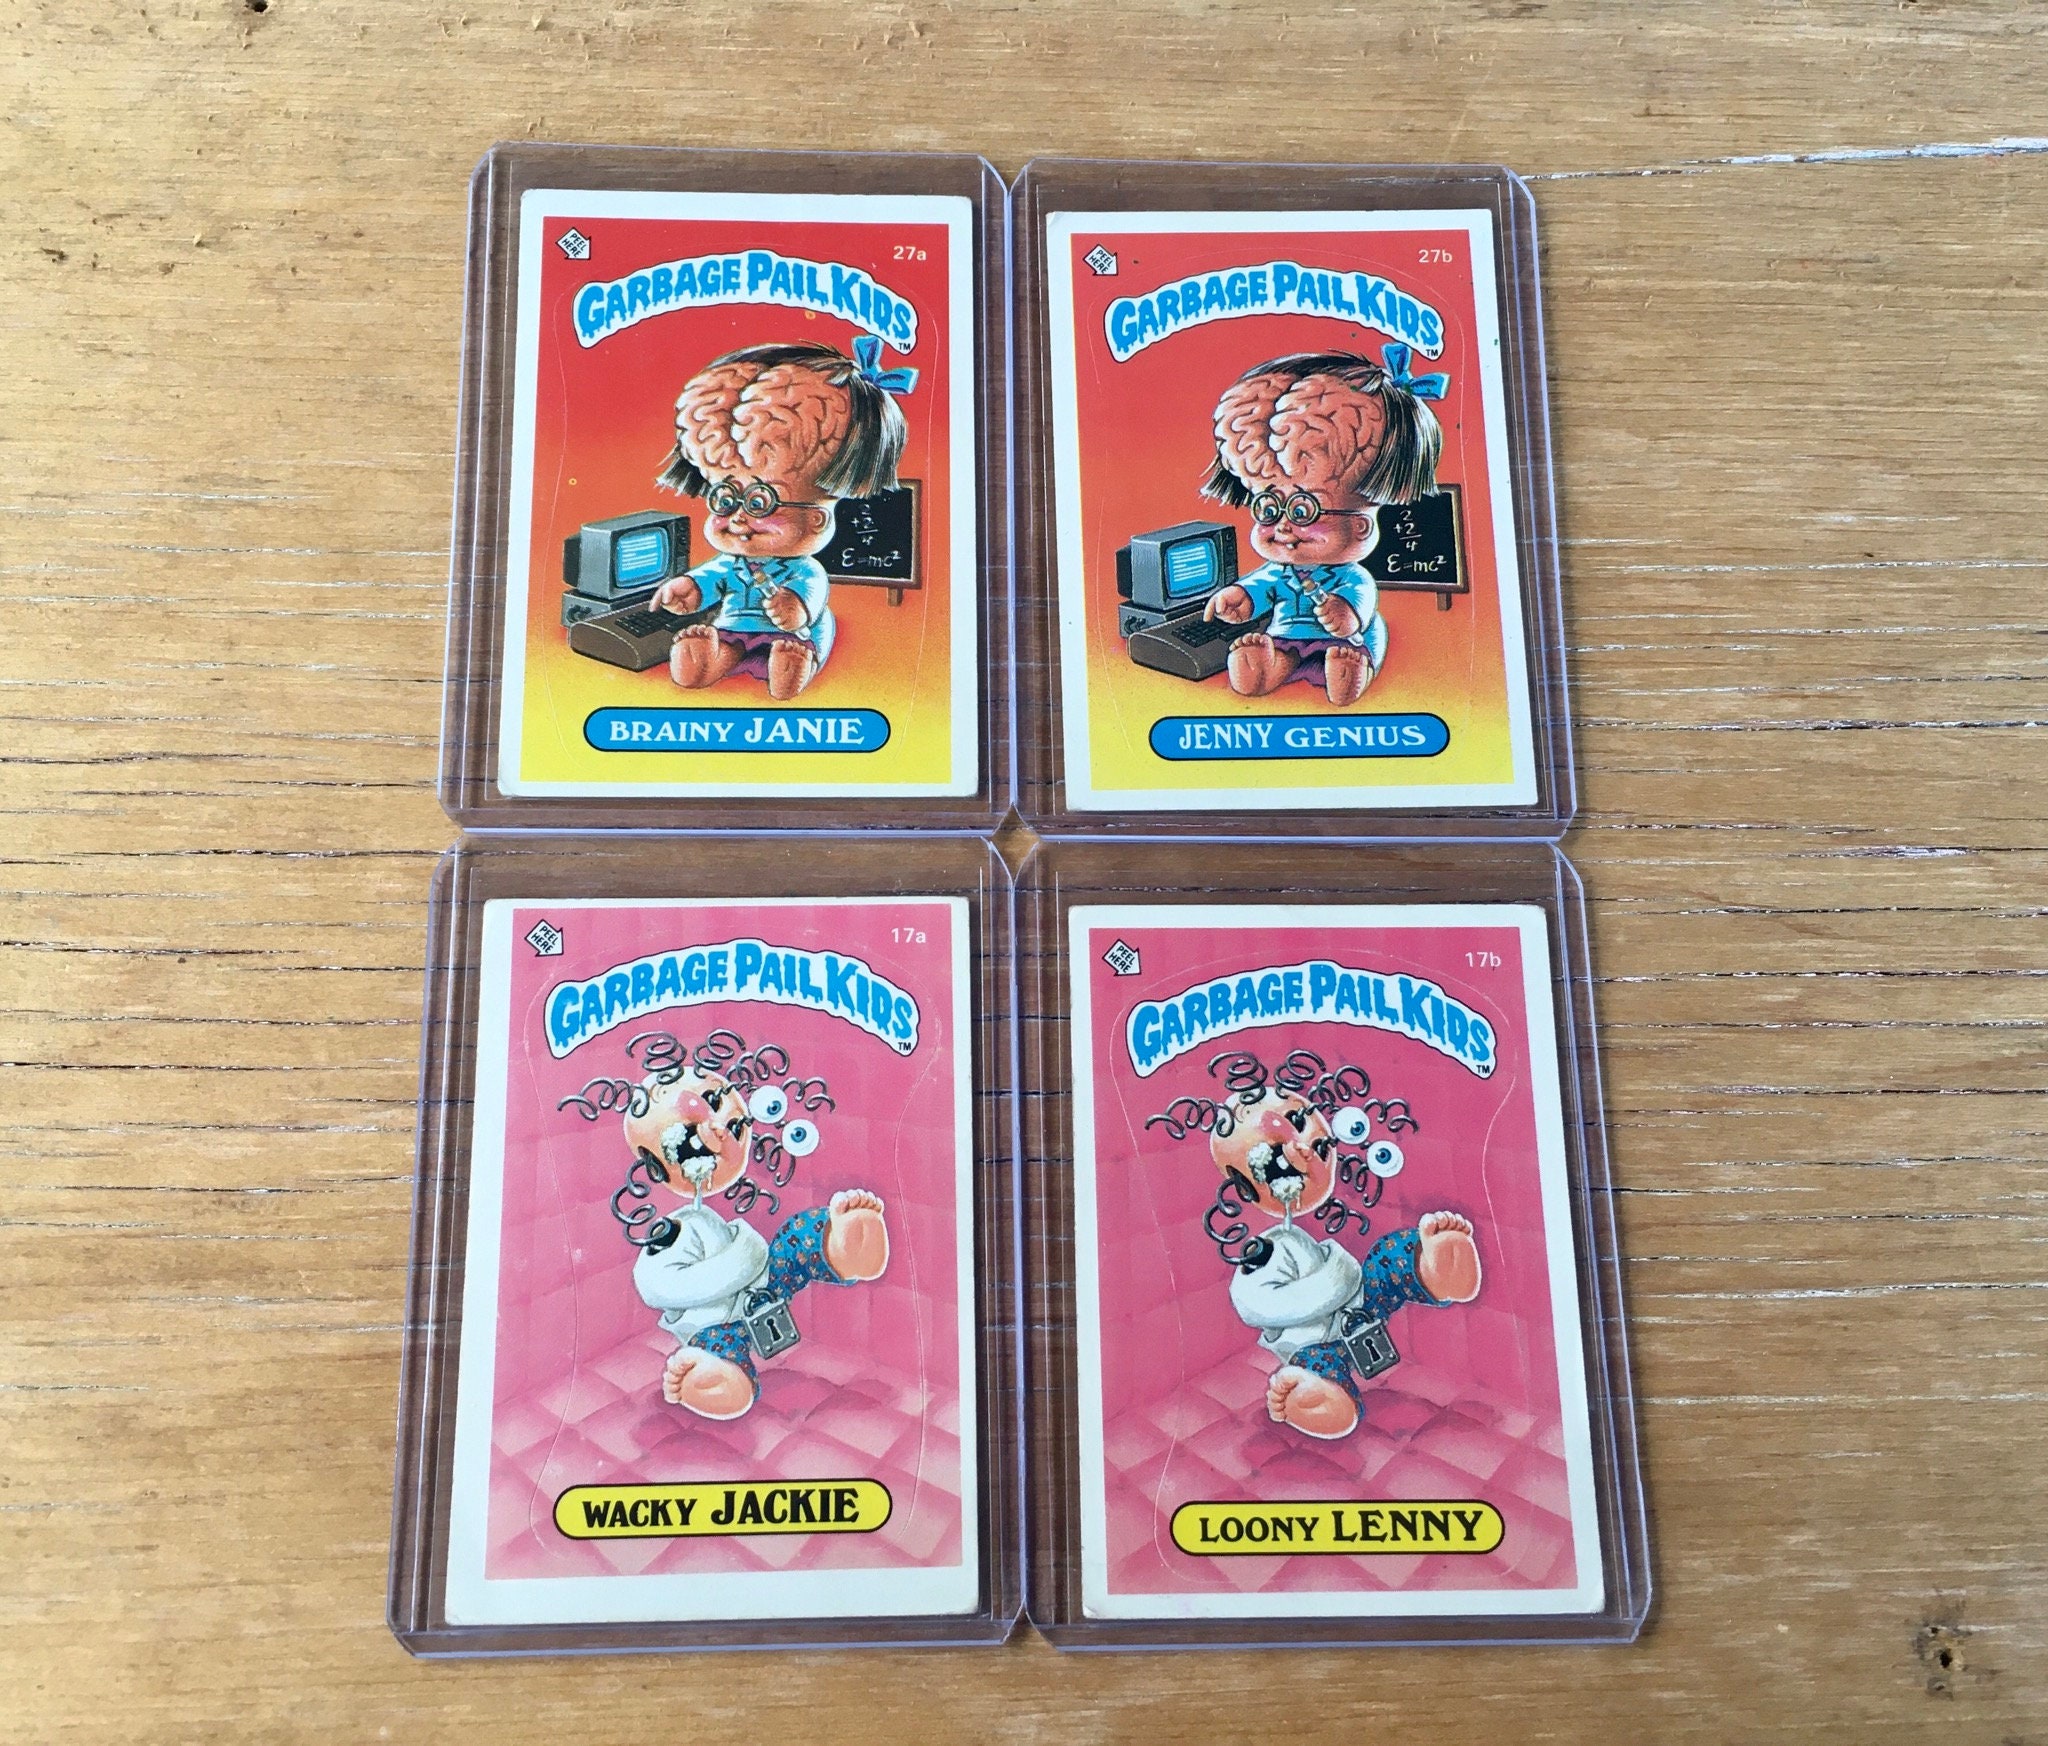 PEEL HERE
27a
GARBAGE PAIL KIDS
TM
2
+2
4
E=mc²
BRAINY JANIE
PEEL HERE
27b
GARBAGE PAIL KIDS
TM
2
+2
4
E=mc²
JENNY GENIUS
PEEL HERE
17a
GARBAGE PAIL KIDS
TM
WACKY JACKIE
PEEL HERE
17b
GARBAGE PAIL KIDS
TM
LOONY LENNY